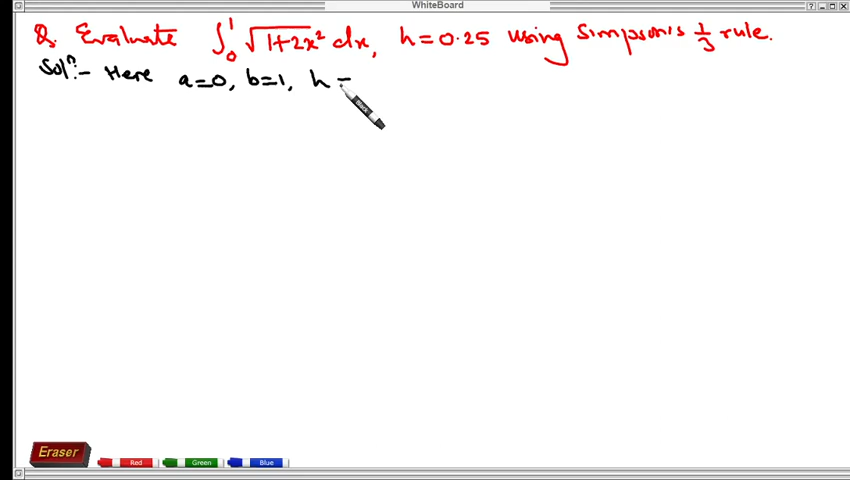 WhiteBoard
Q. Evaluate ∫₀¹ √1+2x² dx, h=0.25 using Simpson's 1/3 rule.
Solⁿ:- Here a=0, b=1, h =
Black
Eraser
Red Green Blue